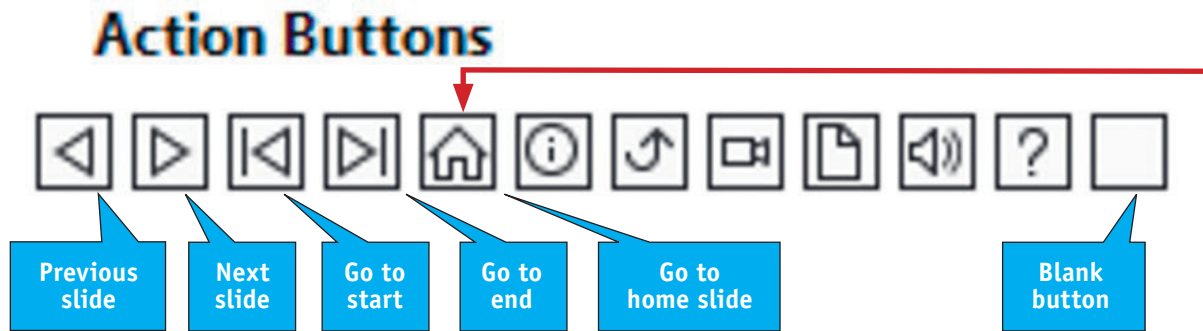 Action Buttons
?
Previous
slide
Next
slide
Go to
start
Go to
end
Go to
home slide
Blank
button